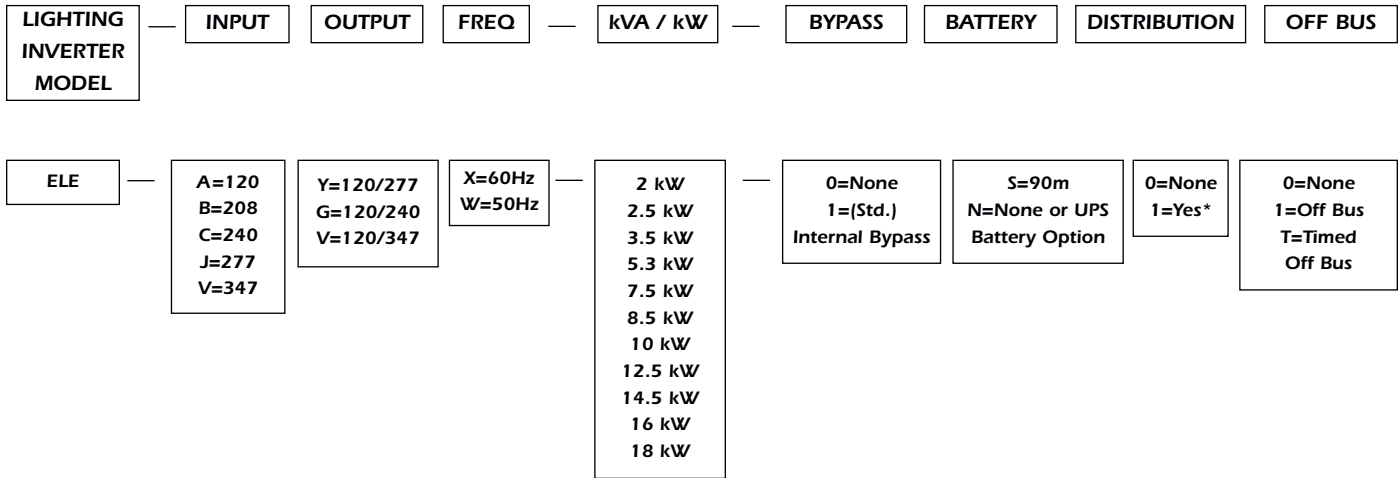 LIGHTING
INVERTER
MODEL
—
INPUT
OUTPUT
FREQ
—
kVA / kW
—
BYPASS
BATTERY
DISTRIBUTION
OFF BUS
ELE
—
A=120
B=208
C=240
J=277
V=347
Y=120/277
G=120/240
V=120/347
X=60Hz
W=50Hz
—
2 kW
2.5 kW
3.5 kW
5.3 kW
7.5 kW
8.5 kW
10 kW
12.5 kW
14.5 kW
16 kW
18 kW
—
0=None
1=(Std.)
Internal Bypass
S=90m
N=None or UPS
Battery Option
0=None
1=Yes*
0=None
1=Off Bus
T=Timed
Off Bus